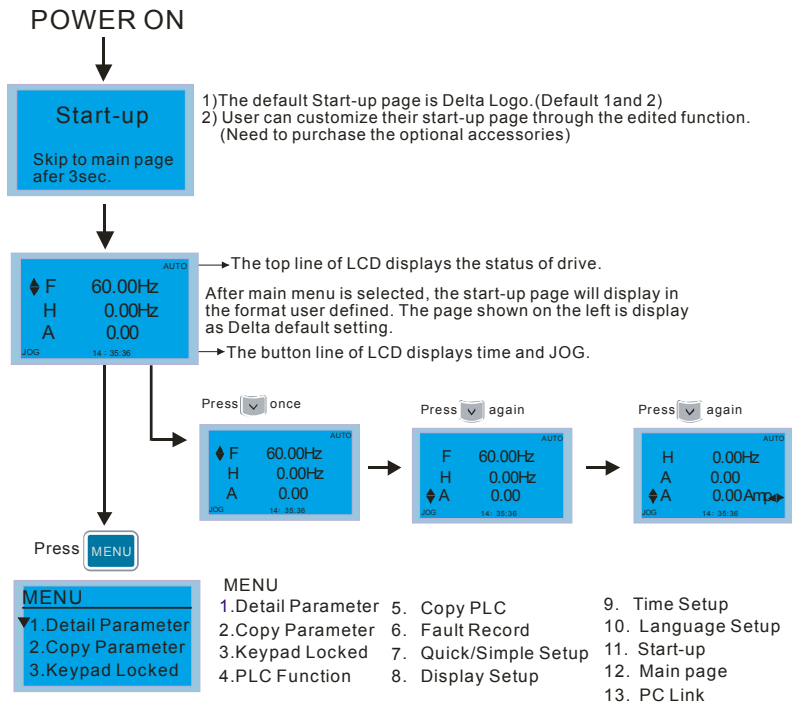 POWER ON
Start-up
Skip to main page
afer 3sec.
1)The default Start-up page is Delta Logo.(Default 1and 2)
2) User can customize their start-up page through the edited function.
(Need to purchase the optional accessories)
AUTO
F 60.00Hz
H 0.00Hz
A 0.00
JOG 14: 35:36
The top line of LCD displays the status of drive.
After main menu is selected, the start-up page will display in
the format user defined. The page shown on the left is display
as Delta default setting.
The button line of LCD displays time and JOG.
Press once
AUTO
F 60.00Hz
H 0.00Hz
A 0.00
JOG 14: 35:36
Press again
AUTO
F 60.00Hz
H 0.00Hz
A 0.00
JOG 14: 35:36
Press again
AUTO
H 0.00Hz
A 0.00
A 0.00Amp
JOG 14: 35:36
Press MENU
MENU
1.Detail Parameter
2.Copy Parameter
3.Keypad Locked
MENU
1.Detail Parameter
2.Copy Parameter
3.Keypad Locked
4.PLC Function
5. Copy PLC
6. Fault Record
7. Quick/Simple Setup
8. Display Setup
9. Time Setup
10. Language Setup
11. Start-up
12. Main page
13. PC Link